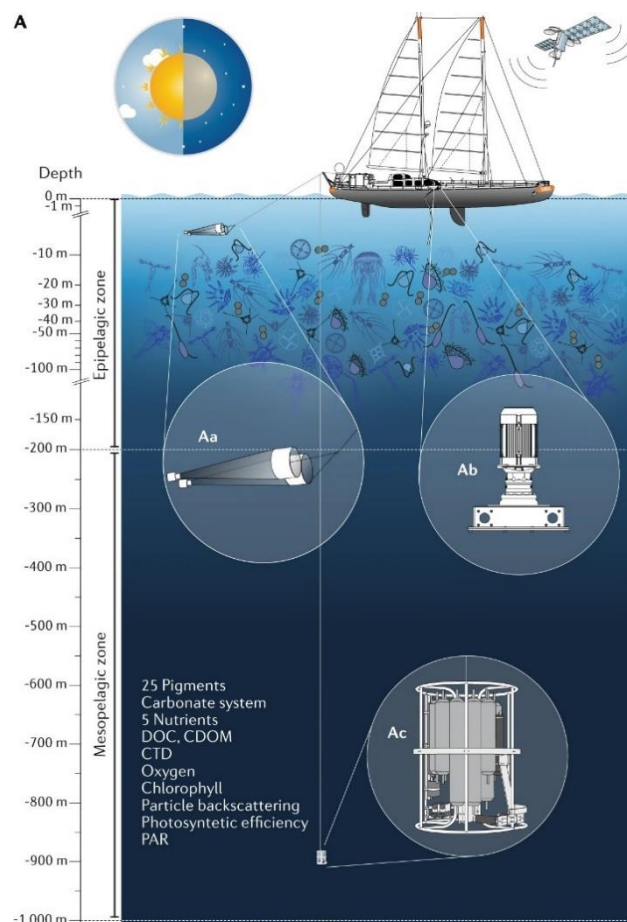 A
Depth
0 m
-1 m
-10 m
-20 m
-30 m
-40 m
-50 m
-100 m
-150 m
-200 m
-300 m
-400 m
-500 m
-600 m
-700 m
-800 m
-900 m
-1 000 m
Epipelagic zone
Mesopelagic zone
Aa
Ab
Ac
25 Pigments
Carbonate system
5 Nutrients
DOC, CDOM
CTD
Oxygen
Chlorophyll
Particle backscattering
Photosyntetic efficiency
PAR